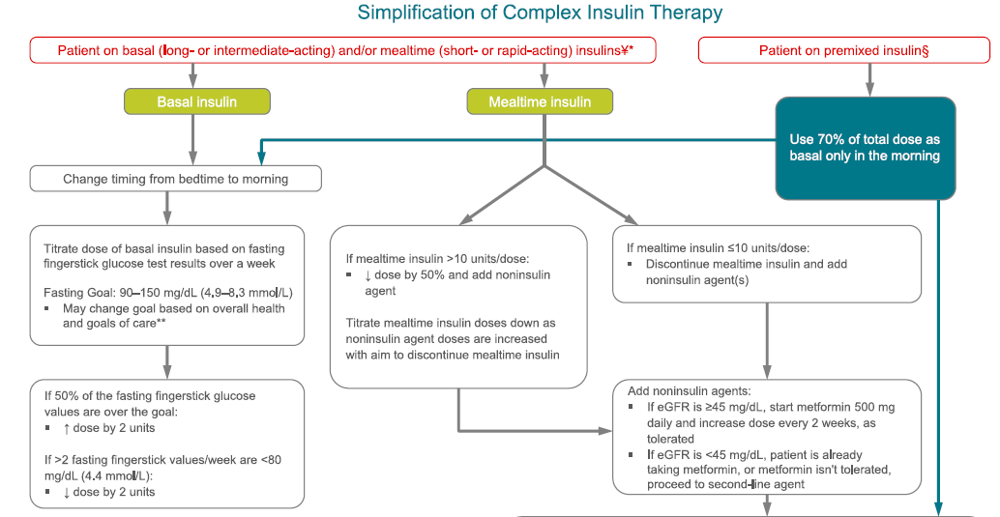 Simplification of Complex Insulin Therapy
Patient on basal (long- or intermediate-acting) and/or mealtime (short- or rapid-acting) insulins¥*
Patient on premixed insulin§
Basal insulin
Mealtime insulin
Use 70% of total dose as
basal only in the morning
Change timing from bedtime to morning
Titrate dose of basal insulin based on fasting
fingerstick glucose test results over a week
Fasting Goal: 90–150 mg/dL (4.9–8.3 mmol/L)
▪ May change goal based on overall health
and goals of care**
If 50% of the fasting fingerstick glucose
values are over the goal:
▪ ↑ dose by 2 units
If >2 fasting fingerstick values/week are <80
mg/dL (4.4 mmol/L):
▪ ↓ dose by 2 units
If mealtime insulin >10 units/dose:
▪ ↓ dose by 50% and add noninsulin
agent
Titrate mealtime insulin doses down as
noninsulin agent doses are increased
with aim to discontinue mealtime insulin
If mealtime insulin ≤10 units/dose:
▪ Discontinue mealtime insulin and add
noninsulin agent(s)
Add noninsulin agents:
▪ If eGFR is ≥45 mg/dL, start metformin 500 mg
daily and increase dose every 2 weeks, as
tolerated
▪ If eGFR is <45 mg/dL, patient is already
taking metformin, or metformin isn't tolerated,
proceed to second-line agent